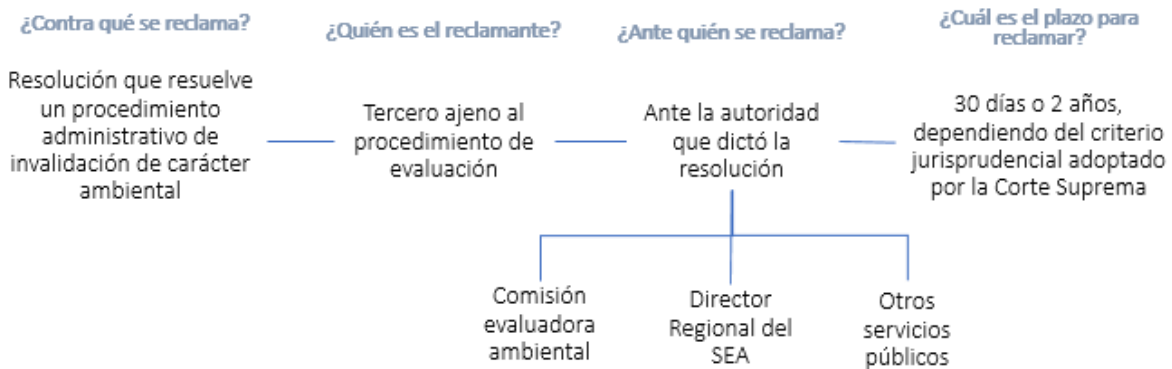 ¿Contra qué se reclama?
Resolución que resuelve
un procedimiento
administrativo de
invalidación de carácter
ambiental
¿Quién es el reclamante?
Tercero ajeno al
procedimiento de
evaluación
¿Ante quién se reclama?
Ante la autoridad
que dictó la
resolución
¿Cuál es el plazo para
reclamar?
30 días o 2 años,
dependiendo del criterio
jurisprudencial adoptado
por la Corte Suprema
Comisión
evaluadora
ambiental
Director
Regional del
SEA
Otros
servicios
públicos